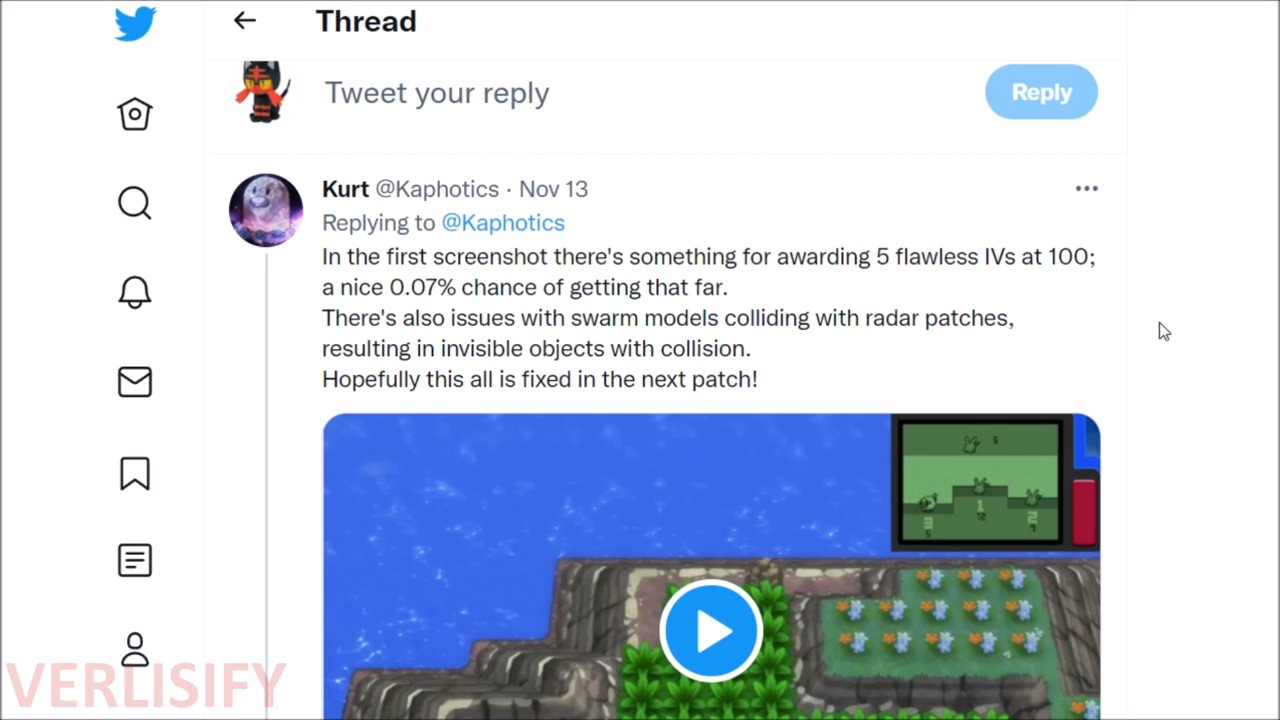 Thread
Tweet your reply
Reply
Kurt @Kaphotics · Nov 13
Replying to @Kaphotics
In the first screenshot there's something for awarding 5 flawless IVs at 100;
a nice 0.07% chance of getting that far.
There's also issues with swarm models colliding with radar patches,
resulting in invisible objects with collision.
Hopefully this all is fixed in the next patch!
VERLISIFY